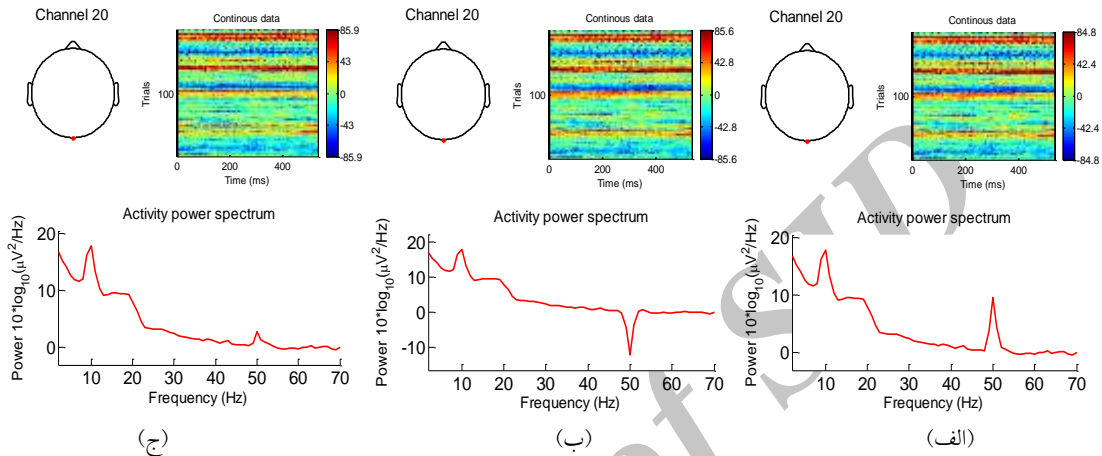 Channel 20
Continous data
85.9
43
0
-43
-85.9
Trials
100
0
200
400
Time (ms)
Activity power spectrum
20
10
0
Power 10*log10(μV²/Hz)
10 20 30 40 50 60 70
Frequency (Hz)
(ج)
Channel 20
Continous data
85.6
42.8
0
-42.8
-85.6
Trials
100
0
200
400
Time (ms)
Activity power spectrum
20
10
0
-10
Power 10*log10(μV²/Hz)
10 20 30 40 50 60 70
Frequency (Hz)
(ب)
Channel 20
Continous data
84.8
42.4
0
-42.4
-84.8
Trials
100
0
200
400
Time (ms)
Activity power spectrum
20
10
0
Power 10*log10(μV²/Hz)
10 20 30 40 50 60 70
Frequency (Hz)
(الف)
of SID